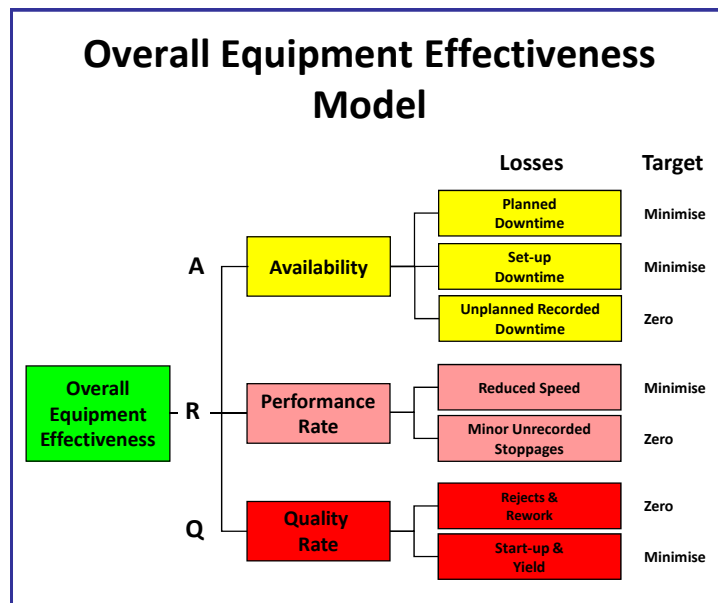 Overall Equipment Effectiveness
Model
Losses
Target
Planned
Downtime
Minimise
A
Availability
Set-up
Downtime
Minimise
Unplanned Recorded
Downtime
Zero
Overall
Equipment
Effectiveness
R
Performance
Rate
Reduced Speed
Minimise
Minor Unrecorded
Stoppages
Zero
Q
Quality
Rate
Rejects &
Rework
Zero
Start-up &
Yield
Minimise